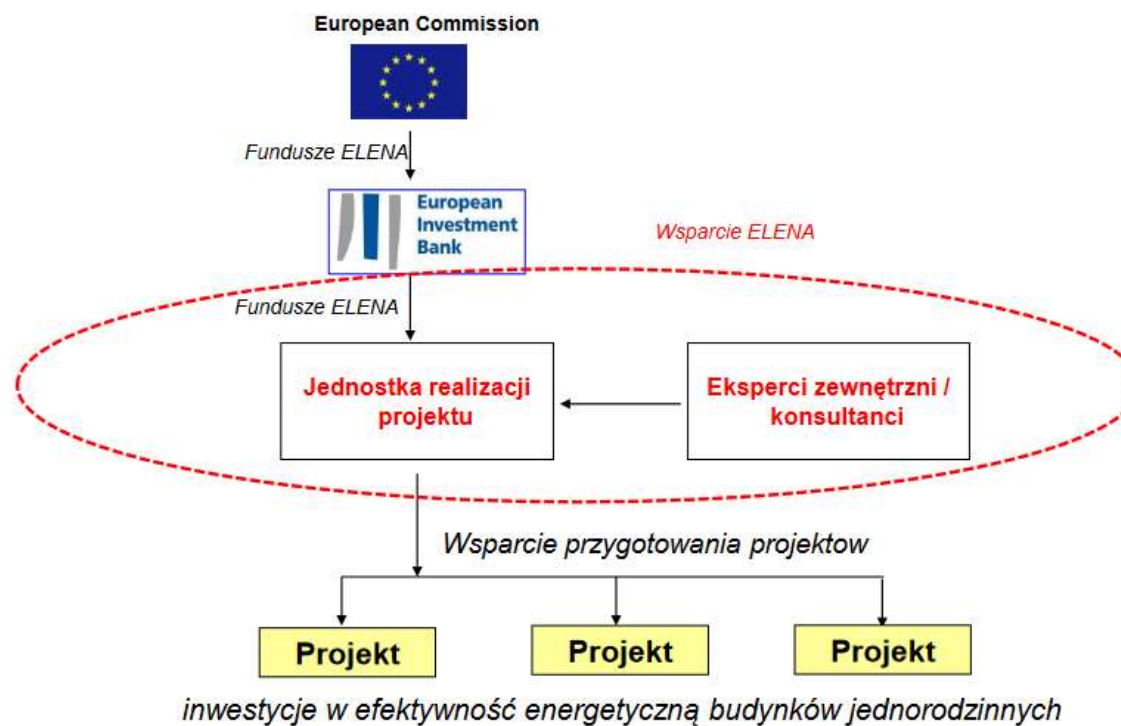 European Commission
Fundusze ELENA
European
Investment
Bank
Wsparcie ELENA
Fundusze ELENA
Jednostka realizacji
projektu
Eksperci zewnętrzni /
konsultanci
Wsparcie przygotowania projektow
Projekt
Projekt
Projekt
inwestycje w efektywność energetyczną budynków jednorodzinnych